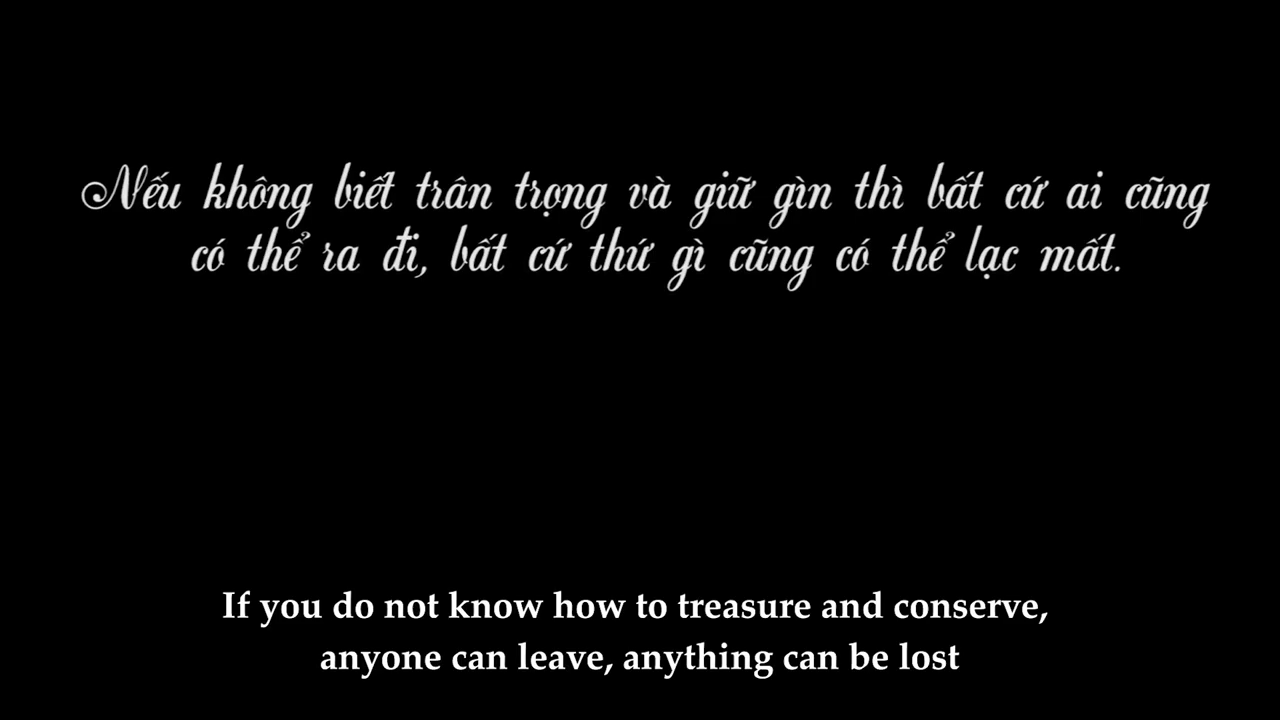 Nếu không biết trân trọng và giữ gìn thì bất cứ ai cũng
có thể ra đi, bất cứ thứ gì cũng có thể lạc mất.
If you do not know how to treasure and conserve,
anyone can leave, anything can be lost